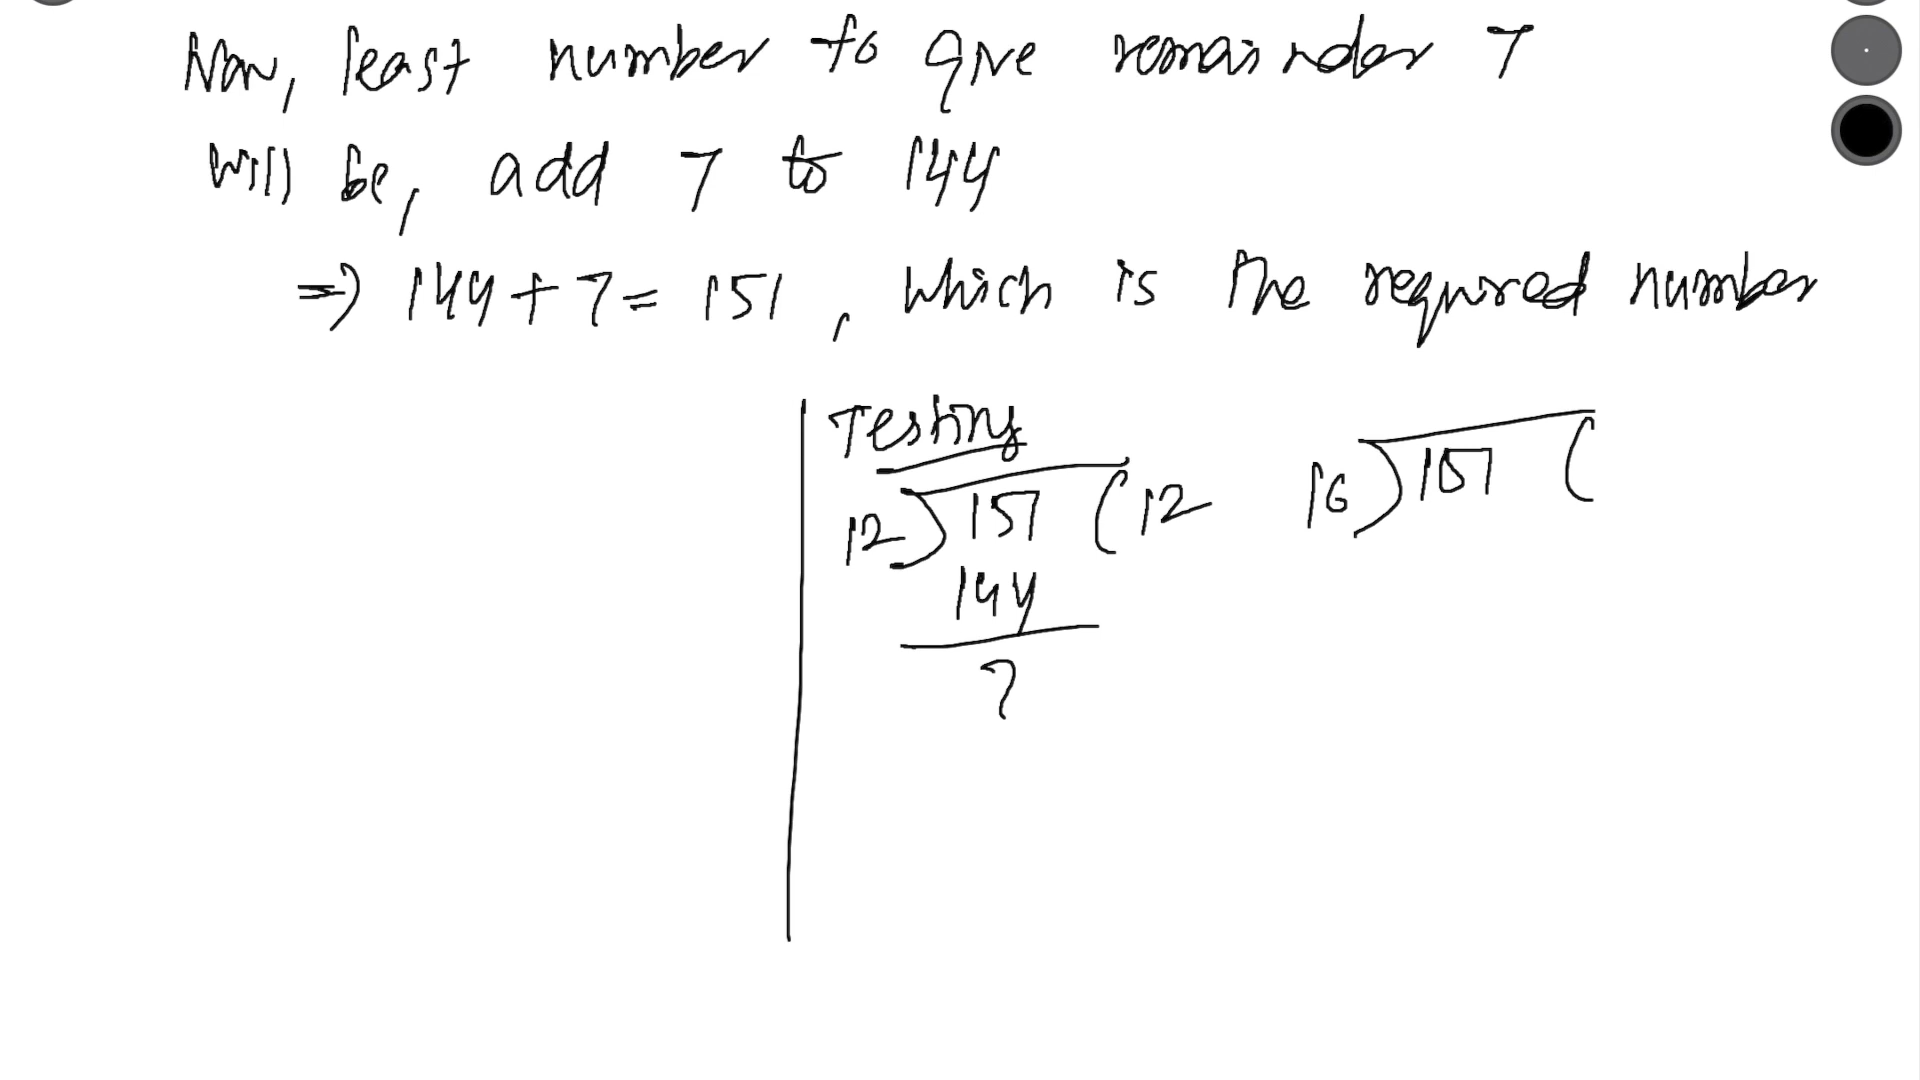 Now, least number to give remainder 7
will be, add 7 to 144
=> 144 + 7 = 151, which is the required number
Testing
12) 151 (12 16) 151 (
144
7